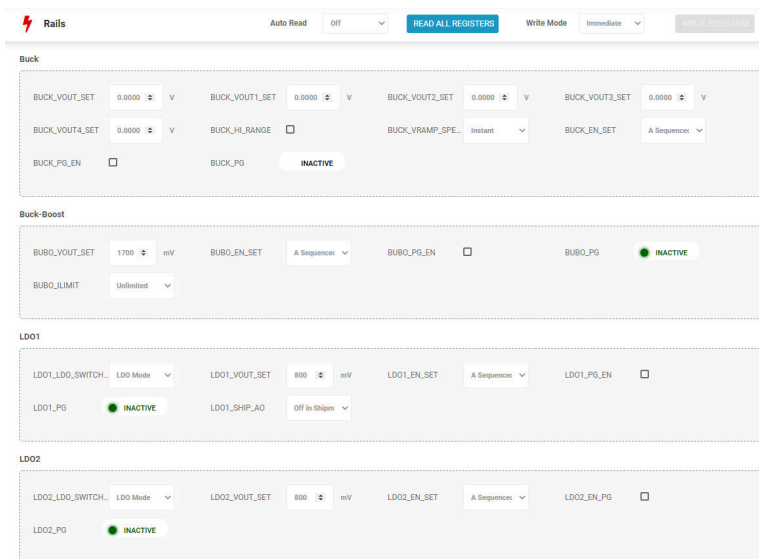 Rails Auto Read Off READ ALL REGISTERS Write Mode Immediate WRITE REGISTERS
Buck
BUCK_VOUT_SET 0.0000 V BUCK_VOUT1_SET 0.0000 V BUCK_VOUT2_SET 0.0000 V BUCK_VOUT3_SET 0.0000 V
BUCK_VOUT4_SET 0.0000 V BUCK_HI_RANGE BUCK_VRAMP_SPE... Instant BUCK_EN_SET A Sequencer
BUCK_PG_EN BUCK_PG INACTIVE
Buck-Boost
BUBO_VOUT_SET 1700 mV BUBO_EN_SET A Sequencer BUBO_PG_EN BUBO_PG INACTIVE
BUBO_ILIMIT Unlimited
LDO1
LDO1_LDO_SWITCH... LDO Mode LDO1_VOUT_SET 800 mV LDO1_EN_SET A Sequencer LDO1_PG_EN
LDO1_PG INACTIVE LDO1_SHIP_AO Off in Shipm
LDO2
LDO2_LDO_SWITCH... LDO Mode LDO2_VOUT_SET 800 mV LDO2_EN_SET A Sequencer LDO2_EN_PG
LDO2_PG INACTIVE